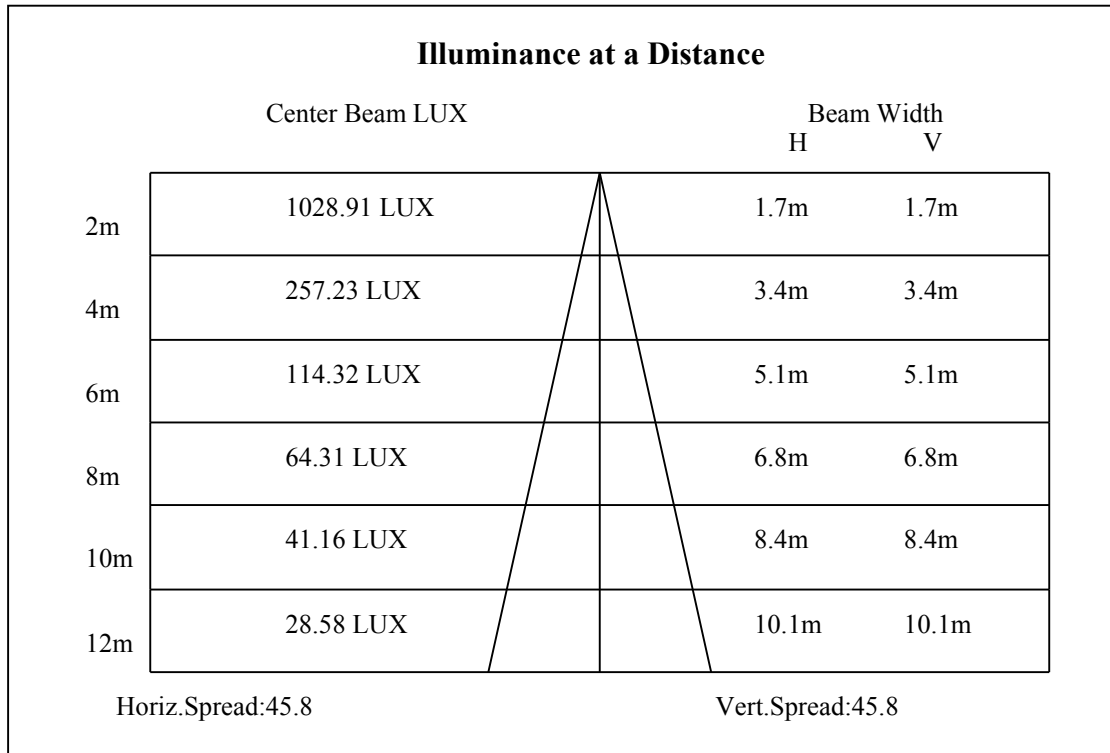 Illuminance at a Distance
Center Beam LUX Beam Width
H V
2m 1028.91 LUX 1.7m 1.7m
4m 257.23 LUX 3.4m 3.4m
6m 114.32 LUX 5.1m 5.1m
8m 64.31 LUX 6.8m 6.8m
10m 41.16 LUX 8.4m 8.4m
12m 28.58 LUX 10.1m 10.1m
Horiz.Spread:45.8 Vert.Spread:45.8